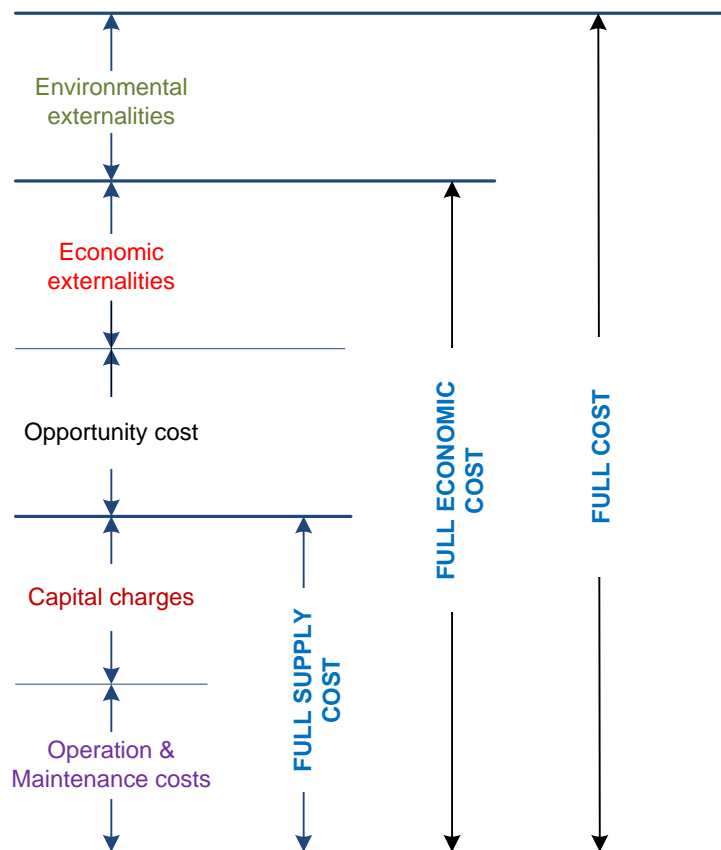 Environmental
externalities
Economic
externalities
Opportunity cost
Capital charges
Operation &
Maintenance costs
FULL SUPPLY
COST
FULL ECONOMIC
COST
FULL COST